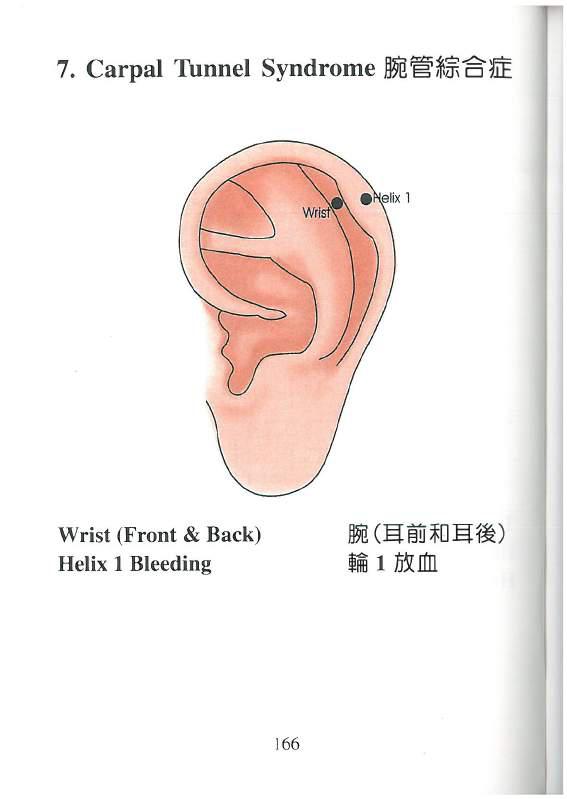 7. Carpal Tunnel Syndrome 腕管綜合症
Helix 1
Wrist
Wrist (Front & Back) 腕(耳前和耳後)
Helix 1 Bleeding 輪 1 放血
166